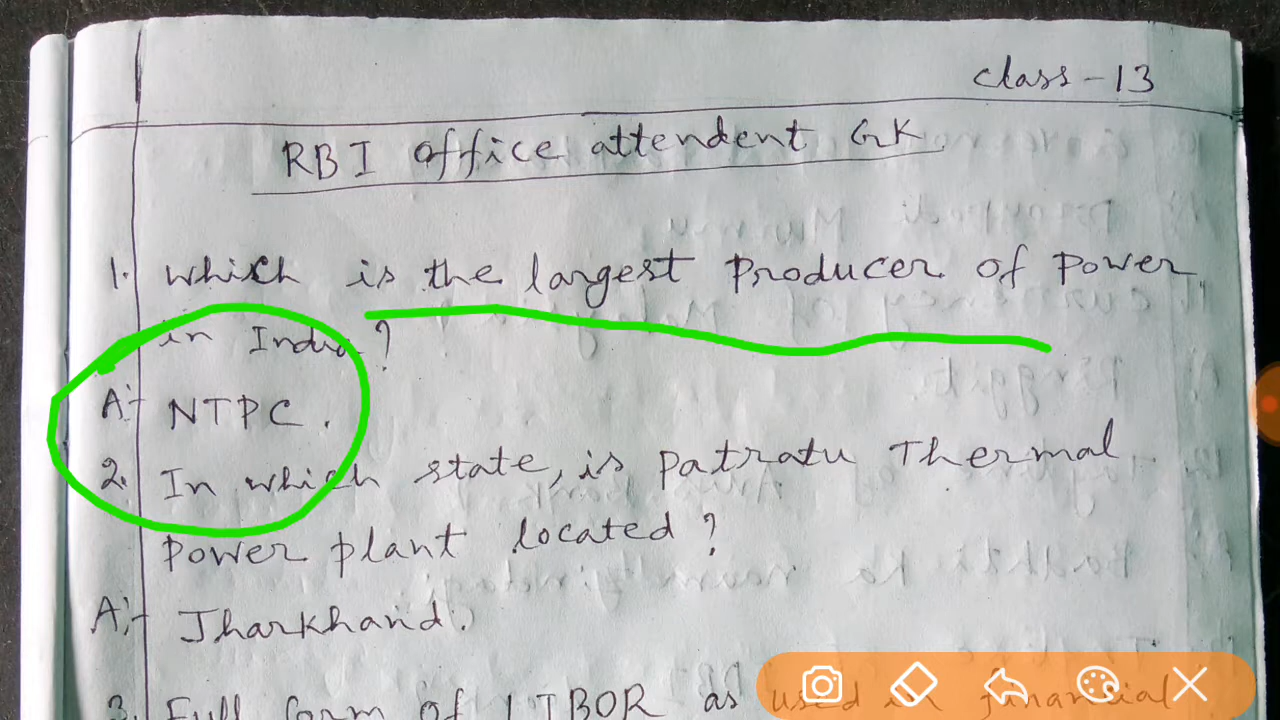 Class - 13
RBI office attendent GK
1. which is the largest Producer of Power
in India?
A:- NTPC.
2. In which state, is Patratu Thermal
Power plant located?
A:- Jharkhand.
3. Full form of LIBOR as used in financial